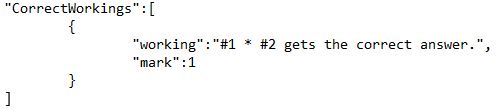 "CorrectWorkings":[
{
"working":"#1 * #2 gets the correct answer.",
"mark":1
}
]